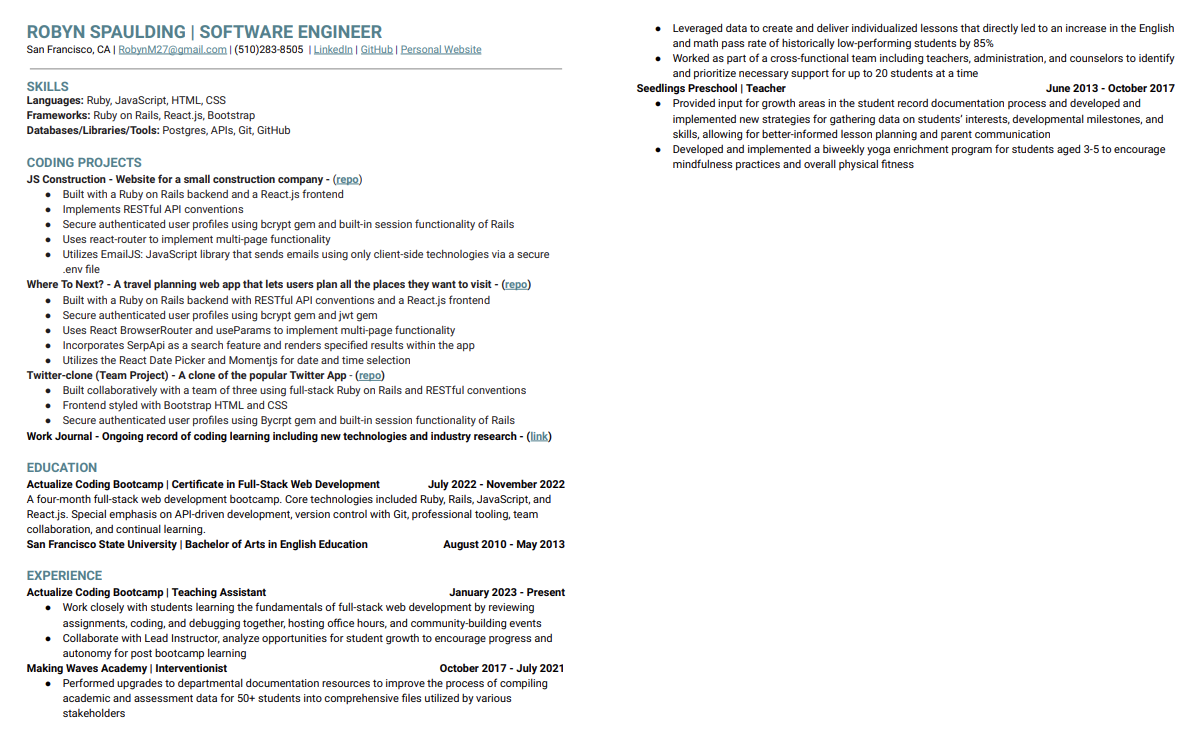 ROBYN SPAULDING | SOFTWARE ENGINEER
San Francisco, CA | RobynM27@gmail.com | (510)283-8505 | LinkedIn | GitHub | Personal Website
SKILLS
Languages: Ruby, JavaScript, HTML, CSS
Frameworks: Ruby on Rails, React.js, Bootstrap
Databases/Libraries/Tools: Postgres, APIs, Git, GitHub
CODING PROJECTS
JS Construction - Website for a small construction company - (repo)
● Built with a Ruby on Rails backend and a React.js frontend
● Implements RESTful API conventions
● Secure authenticated user profiles using bcrypt gem and built-in session functionality of Rails
● Uses react-router to implement multi-page functionality
● Utilizes EmailJS: JavaScript library that sends emails using only client-side technologies via a secure
.env file
Where To Next? - A travel planning web app that lets users plan all the places they want to visit - (repo)
● Built with a Ruby on Rails backend with RESTful API conventions and a React.js frontend
● Secure authenticated user profiles using bcrypt gem and jwt gem
● Uses React BrowserRouter and useParams to implement multi-page functionality
● Incorporates SerpApi as a search feature and renders specified results within the app
● Utilizes the React Date Picker and Momentjs for date and time selection
Twitter-clone (Team Project) - A clone of the popular Twitter App - (repo)
● Built collaboratively with a team of three using full-stack Ruby on Rails and RESTful conventions
● Frontend styled with Bootstrap HTML and CSS
● Secure authenticated user profiles using Bycrpt gem and built-in session functionality of Rails
Work Journal - Ongoing record of coding learning including new technologies and industry research - (link)
EDUCATION
Actualize Coding Bootcamp | Certificate in Full-Stack Web Development July 2022 - November 2022
A four-month full-stack web development bootcamp. Core technologies included Ruby, Rails, JavaScript, and
React.js. Special emphasis on API-driven development, version control with Git, professional tooling, team
collaboration, and continual learning.
San Francisco State University | Bachelor of Arts in English Education August 2010 - May 2013
EXPERIENCE
Actualize Coding Bootcamp | Teaching Assistant January 2023 - Present
● Work closely with students learning the fundamentals of full-stack web development by reviewing
assignments, coding, and debugging together, hosting office hours, and community-building events
● Collaborate with Lead Instructor, analyze opportunities for student growth to encourage progress and
autonomy for post bootcamp learning
Making Waves Academy | Interventionist October 2017 - July 2021
● Performed upgrades to departmental documentation resources to improve the process of compiling
academic and assessment data for 50+ students into comprehensive files utilized by various
stakeholders
● Leveraged data to create and deliver individualized lessons that directly led to an increase in the English
and math pass rate of historically low-performing students by 85%
● Worked as part of a cross-functional team including teachers, administration, and counselors to identify
and prioritize necessary support for up to 20 students at a time
Seedlings Preschool | Teacher June 2013 - October 2017
● Provided input for growth areas in the student record documentation process and developed and
implemented new strategies for gathering data on students’ interests, developmental milestones, and
skills, allowing for better-informed lesson planning and parent communication
● Developed and implemented a biweekly yoga enrichment program for students aged 3-5 to encourage
mindfulness practices and overall physical fitness